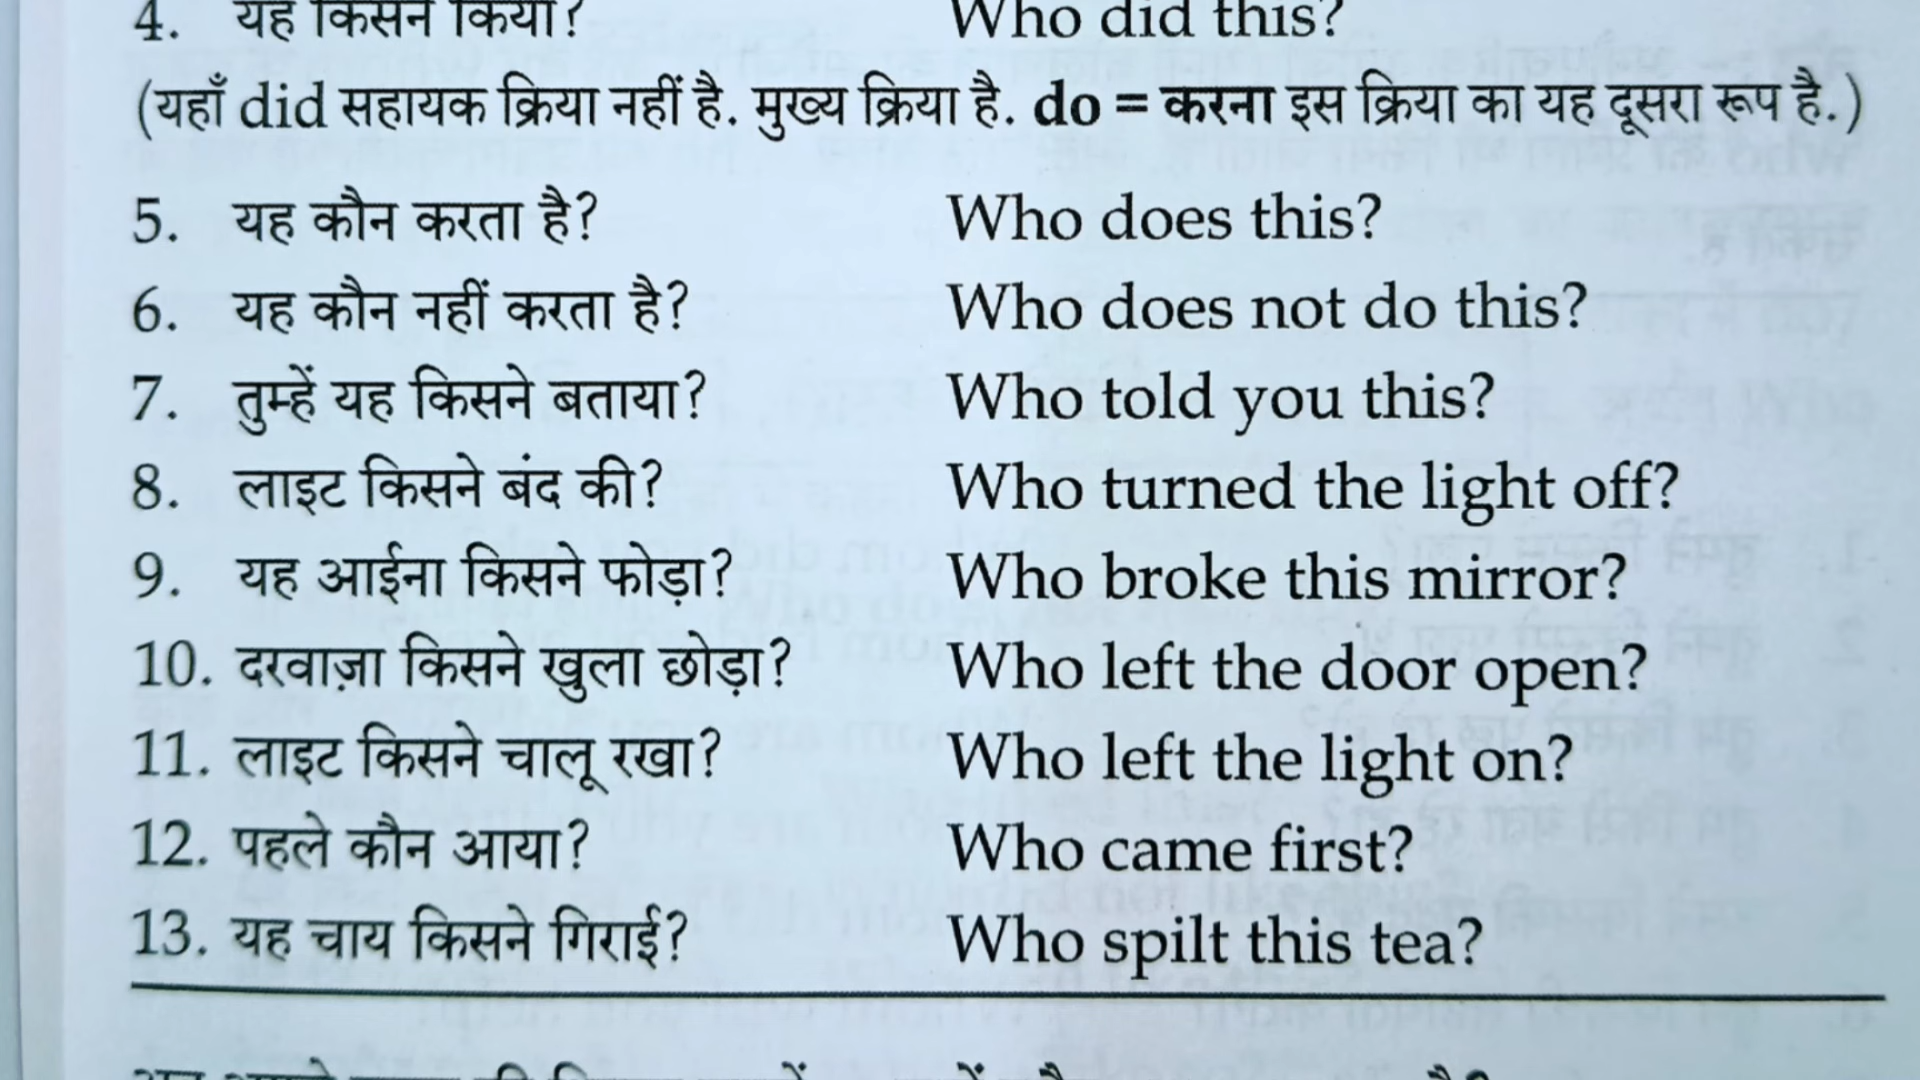 4. यह किसने किया? Who did this?
(यहाँ did सहायक क्रिया नहीं है. मुख्य क्रिया है. do = करना इस क्रिया का यह दूसरा रूप है.)
5. यह कौन करता है? Who does this?
6. यह कौन नहीं करता है? Who does not do this?
7. तुम्हें यह किसने बताया? Who told you this?
8. लाइट किसने बंद की? Who turned the light off?
9. यह आईना किसने फोड़ा? Who broke this mirror?
10. दरवाज़ा किसने खुला छोड़ा? Who left the door open?
11. लाइट किसने चालू रखा? Who left the light on?
12. पहले कौन आया? Who came first?
13. यह चाय किसने गिराई? Who spilt this tea?